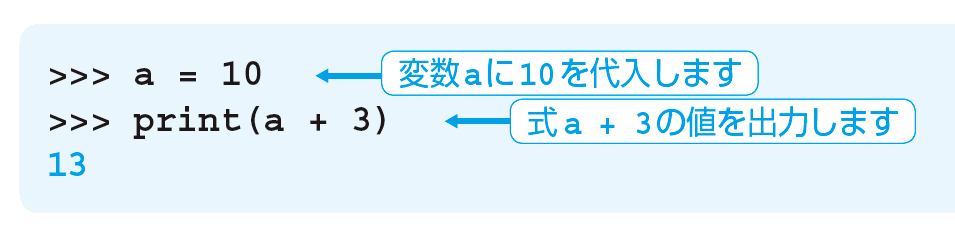 >>> a = 10 変数aに10を代入します
>>> print(a + 3) 式a + 3の値を出力します
13